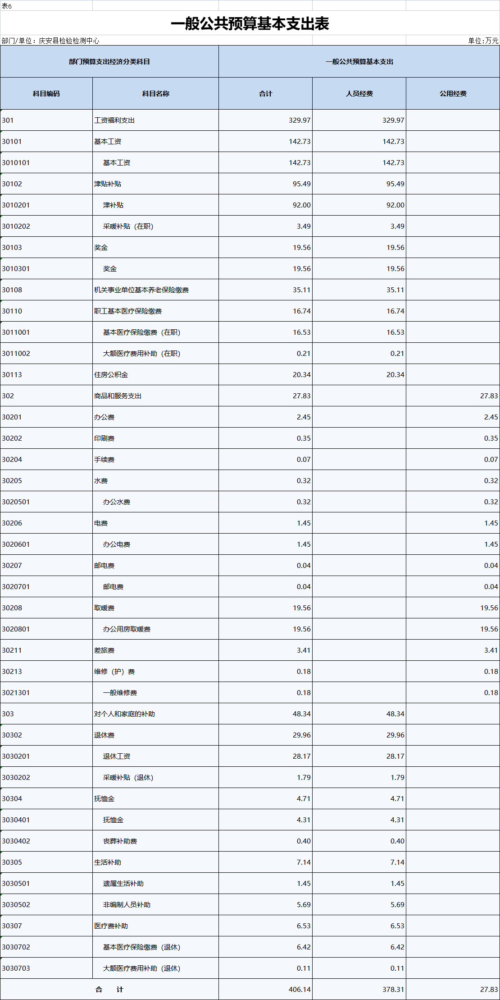 表6
一般公共预算基本支出表
部门/单位：庆安县检验检测中心 单位:万元
部门预算支出经济分类科目 一般公共预算基本支出
科目编码 科目名称 合计 人员经费 公用经费
301 工资福利支出 329.97 329.97
30101 基本工资 142.73 142.73
3010101 基本工资 142.73 142.73
30102 津贴补贴 95.49 95.49
3010201 津补贴 92.00 92.00
3010202 采暖补贴（在职） 3.49 3.49
30103 奖金 19.56 19.56
3010301 奖金 19.56 19.56
30108 机关事业单位基本养老保险缴费 35.11 35.11
30110 职工基本医疗保险缴费 16.74 16.74
3011001 基本医疗保险缴费（在职） 16.53 16.53
3011002 大额医疗费用补助（在职） 0.21 0.21
30113 住房公积金 20.34 20.34
302 商品和服务支出 27.83 27.83
30201 办公费 2.45 2.45
30202 印刷费 0.35 0.35
30204 手续费 0.07 0.07
30205 水费 0.32 0.32
3020501 办公水费 0.32 0.32
30206 电费 1.45 1.45
3020601 办公电费 1.45 1.45
30207 邮电费 0.04 0.04
3020701 邮电费 0.04 0.04
30208 取暖费 19.56 19.56
3020801 办公用房取暖费 19.56 19.56
30211 差旅费 3.41 3.41
30213 维修（护）费 0.18 0.18
3021301 一般维修费 0.18 0.18
303 对个人和家庭的补助 48.34 48.34
30302 退休费 29.96 29.96
3030201 退休工资 28.17 28.17
3030202 采暖补贴（退休） 1.79 1.79
30304 抚恤金 4.71 4.71
3030401 抚恤金 4.31 4.31
3030402 丧葬补助费 0.40 0.40
30305 生活补助 7.14 7.14
3030501 遗属生活补助 1.45 1.45
3030502 非编制人员补助 5.69 5.69
30307 医疗费补助 6.53 6.53
3030702 基本医疗保险缴费（退休） 6.42 6.42
3030703 大额医疗费用补助（退休） 0.11 0.11
合 计 406.14 378.31 27.83